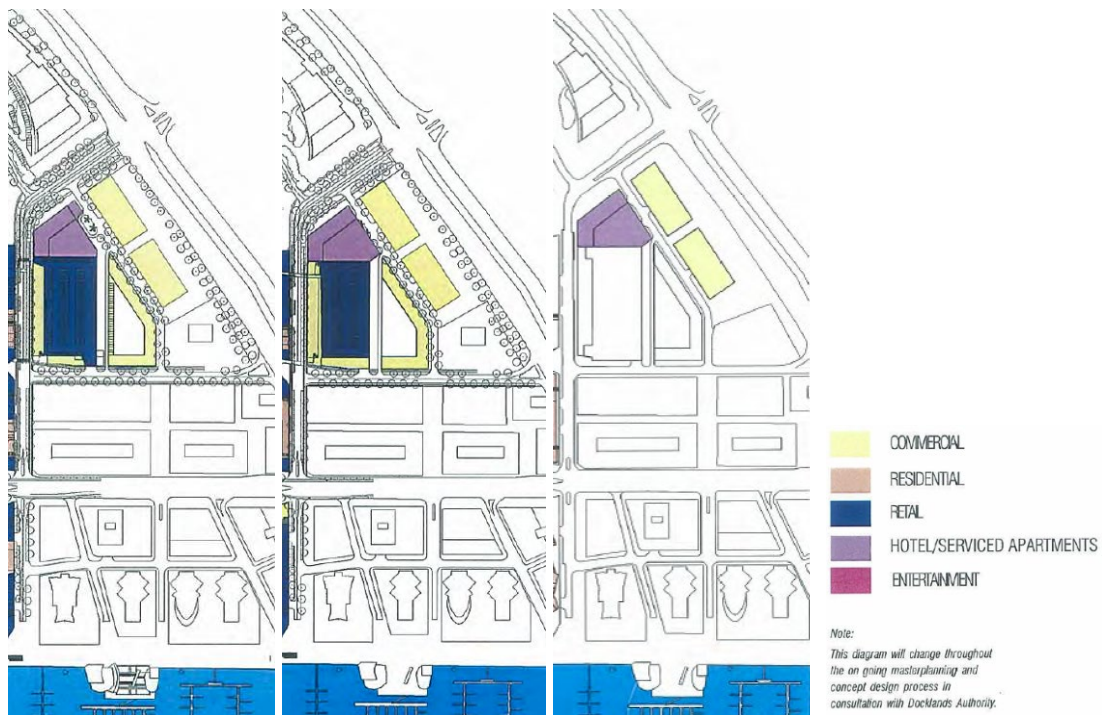 COMMERCIAL
RESIDENTIAL
RETAIL
HOTEL/SERVICED APARTMENTS
ENTERTAINMENT
Note:
This diagram will change throughout
the on going masterplanning and
concept design process in
consultation with Docklands Authority.